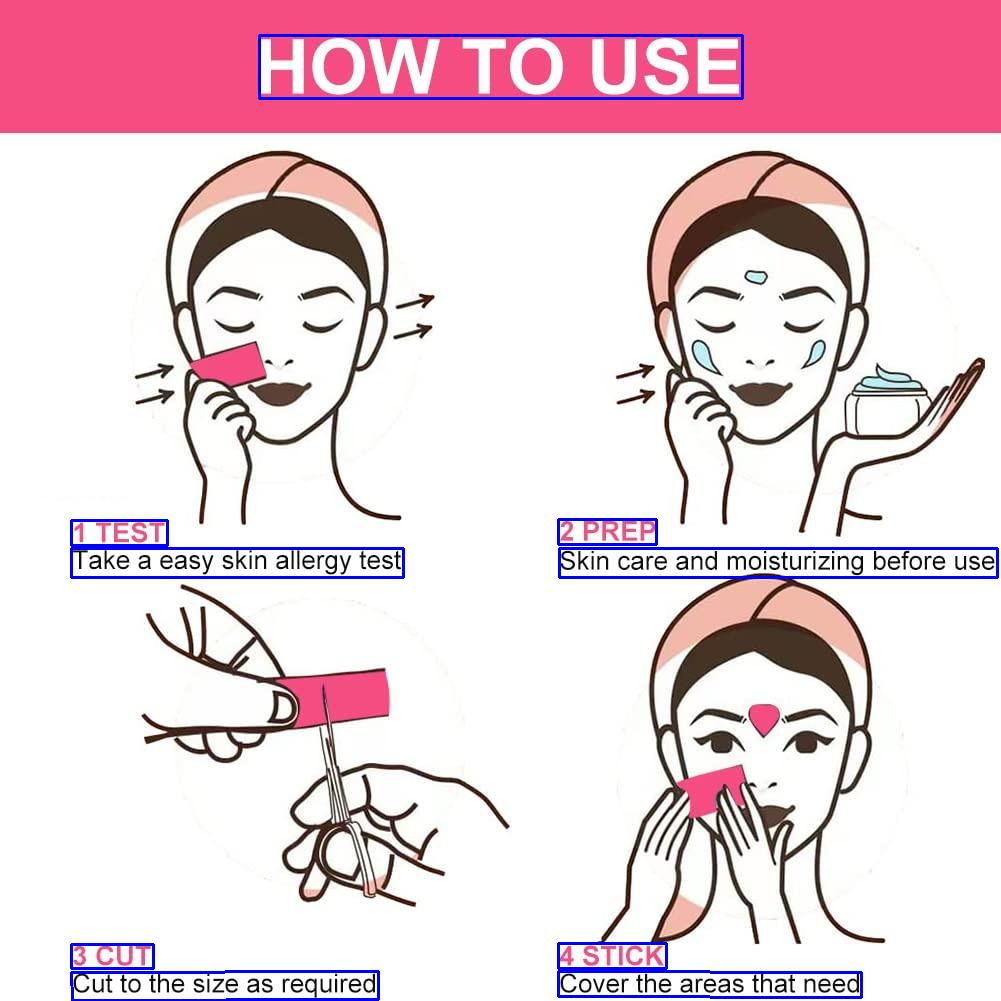 HOW TO USE
1 TEST
Take a easy skin allergy test
2 PREP
Skin care and moisturizing before use
3 CUT
Cut to the size as required
4 STICK
Cover the areas that need